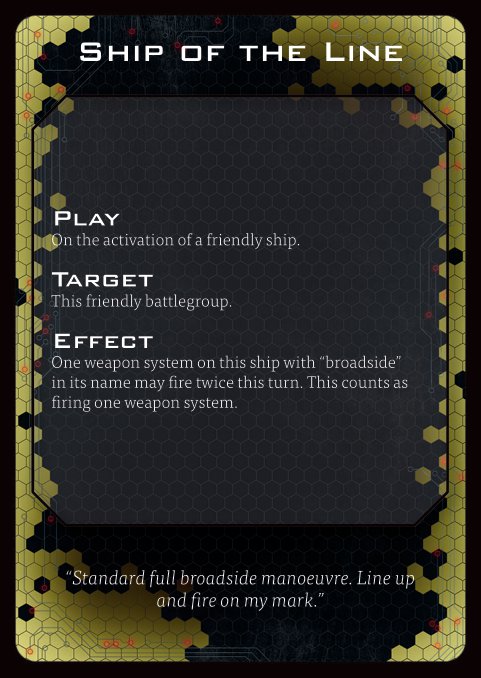 Ship of the Line
Play
On the activation of a friendly ship.
Target
This friendly battlegroup.
Effect
One weapon system on this ship with “broadside”
in its name may fire twice this turn. This counts as
firing one weapon system.
“Standard full broadside manoeuvre. Line up
and fire on my mark.”